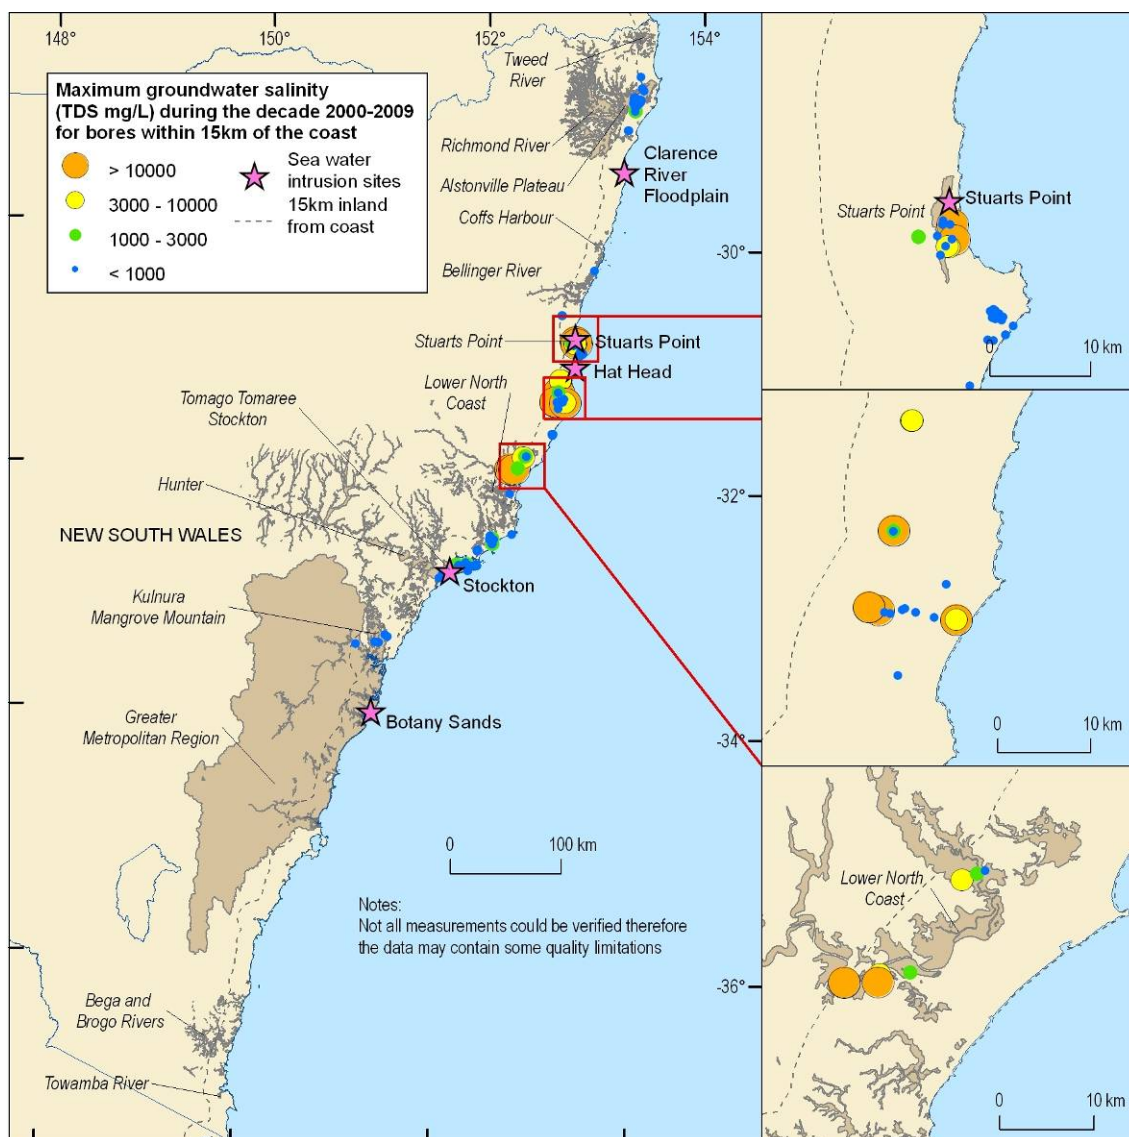 148°
150°
152°
154°
Maximum groundwater salinity
(TDS mg/L) during the decade 2000-2009
for bores within 15km of the coast
> 10000
3000 - 10000
1000 - 3000
< 1000
Sea water
intrusion sites
15km inland
from coast
Tweed
River
Richmond River
Alstonville Plateau
Clarence
River
Floodplain
Coffs Harbour
-30°
Bellinger River
Stuarts Point
Stuarts Point
Hat Head
Lower North
Coast
Tomago Tomaree
Stockton
Hunter
-32°
NEW SOUTH WALES
Stockton
Kulnura
Mangrove Mountain
Botany Sands
Greater
Metropolitan Region
-34°
0 100 km
Notes:
Not all measurements could be verified therefore
the data may contain some quality limitations
-36°
Bega and
Brogo Rivers
Towamba River
Stuarts Point
Stuarts Point
0 10 km
0 10 km
Lower North
Coast
0 10 km